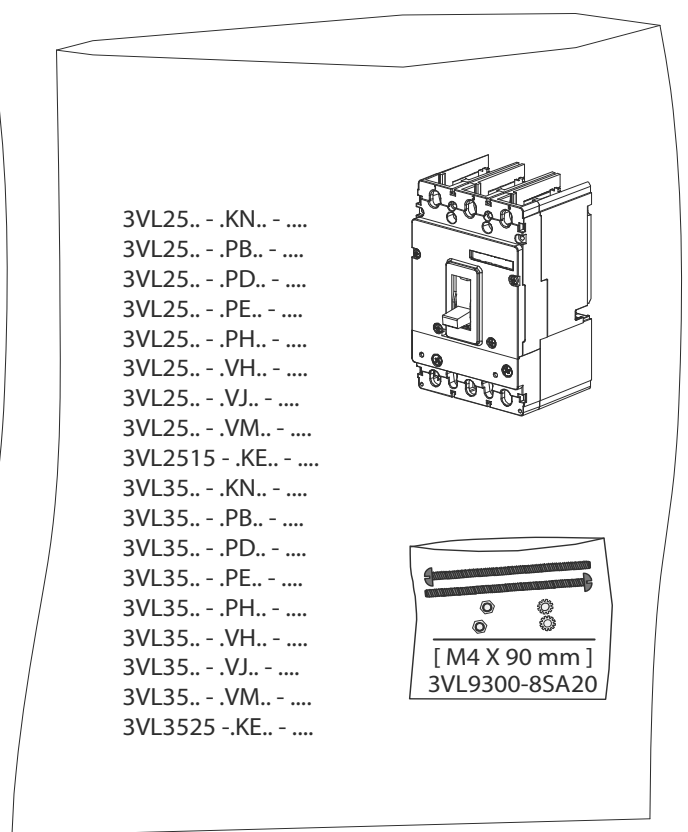 3VL25.. - .KN.. - ....
3VL25.. - .PB.. - ....
3VL25.. - .PD.. - ....
3VL25.. - .PE.. - ....
3VL25.. - .PH.. - ....
3VL25.. - .VH.. - ....
3VL25.. - .VJ.. - ....
3VL25.. - .VM.. - ....
3VL2515 - .KE.. - ....
3VL35.. - .KN.. - ....
3VL35.. - .PB.. - ....
3VL35.. - .PD.. - ....
3VL35.. - .PE.. - ....
3VL35.. - .PH.. - ....
3VL35.. - .VH.. - ....
3VL35.. - .VJ.. - ....
3VL35.. - .VM.. - ....
3VL3525 -.KE.. - ....
[ M4 X 90 mm ]
3VL9300-8SA20